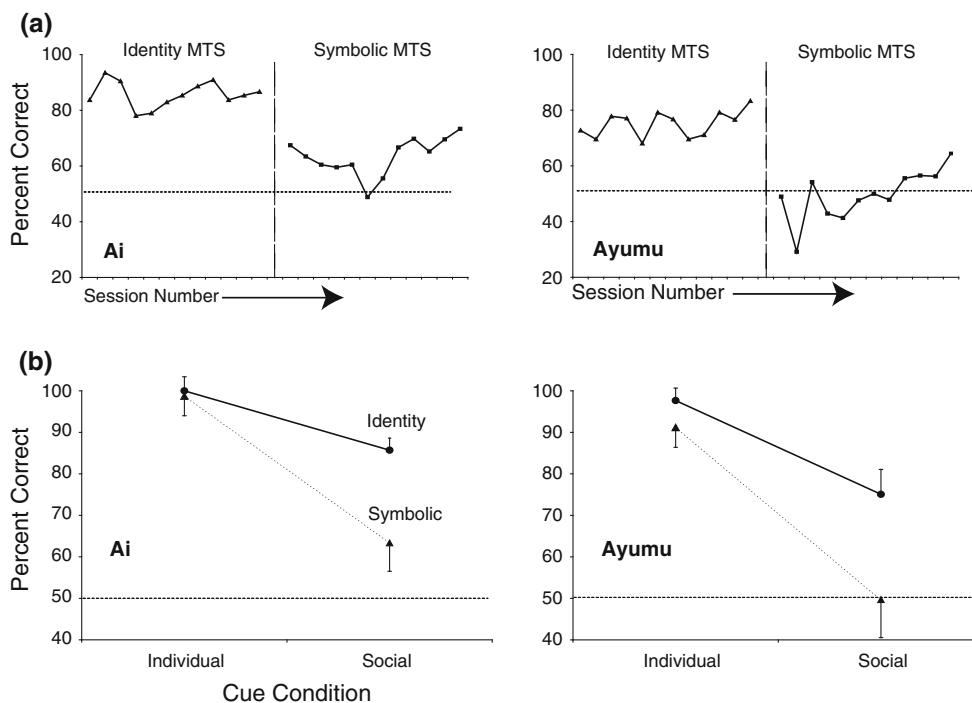 (a)
Identity MTS Symbolic MTS
100
80
60
40
20
Percent Correct
Ai
Session Number
Identity MTS Symbolic MTS
100
80
60
40
20
Ayumu
Session Number
(b)
100
90
80
70
60
50
40
Percent Correct
Identity
Symbolic
Ai
Individual Social
Cue Condition
100
90
80
70
60
50
40
Ayumu
Individual Social